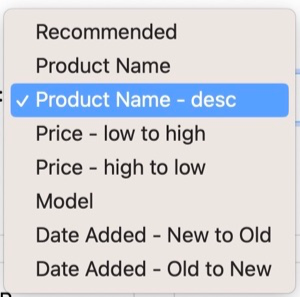 Recommended
Product Name
✓ Product Name - desc
Price - low to high
Price - high to low
Model
Date Added - New to Old
Date Added - Old to New